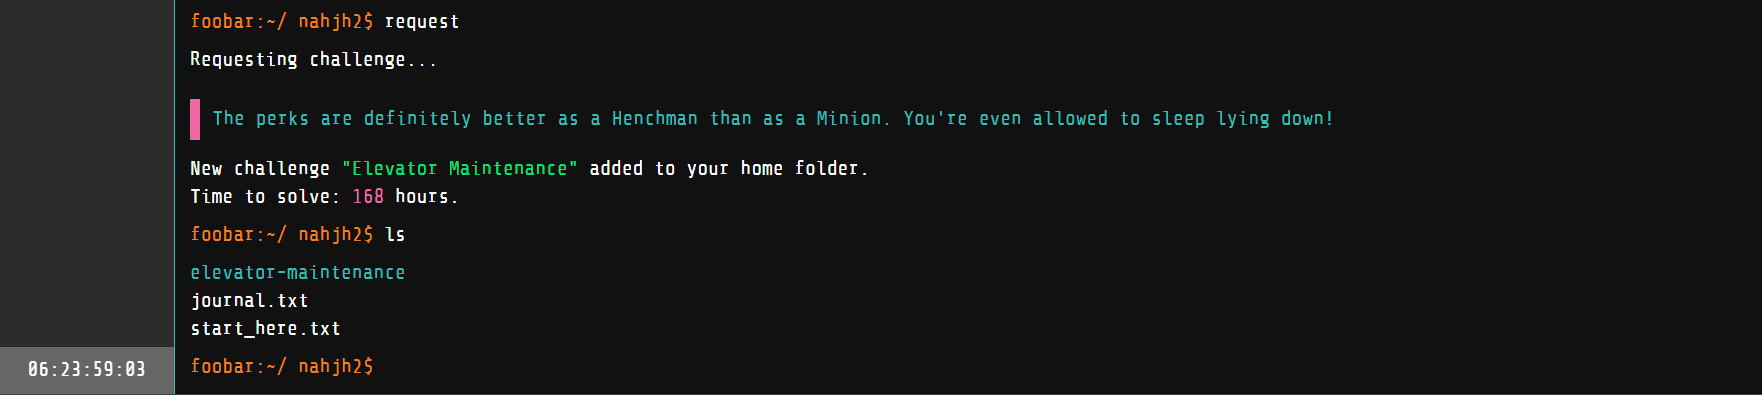 foobar:~/ nahjh2$ request
Requesting challenge...
The perks are definitely better as a Henchman than as a Minion. You're even allowed to sleep lying down!
New challenge "Elevator Maintenance" added to your home folder.
Time to solve: 168 hours.
foobar:~/ nahjh2$ ls
elevator-maintenance
journal.txt
start_here.txt
foobar:~/ nahjh2$
06:23:59:03